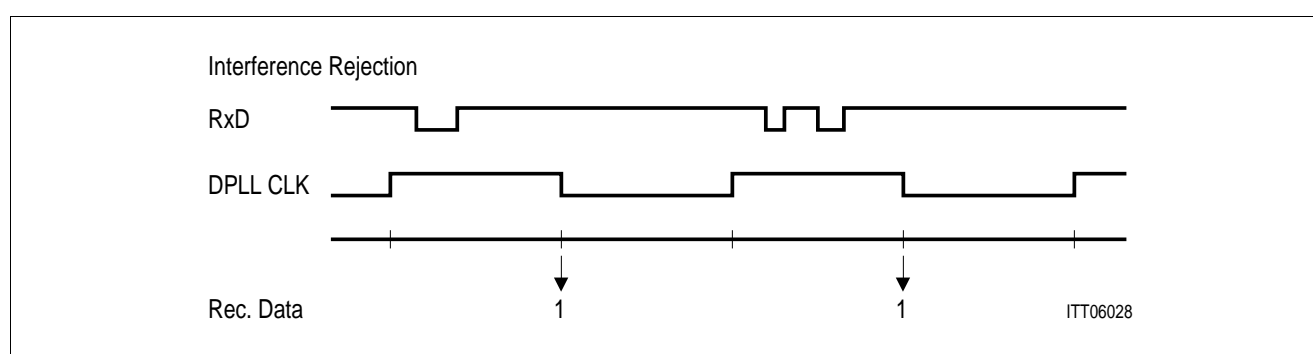 Interference Rejection
RxD
DPLL CLK
Rec. Data 1 1 ITT06028